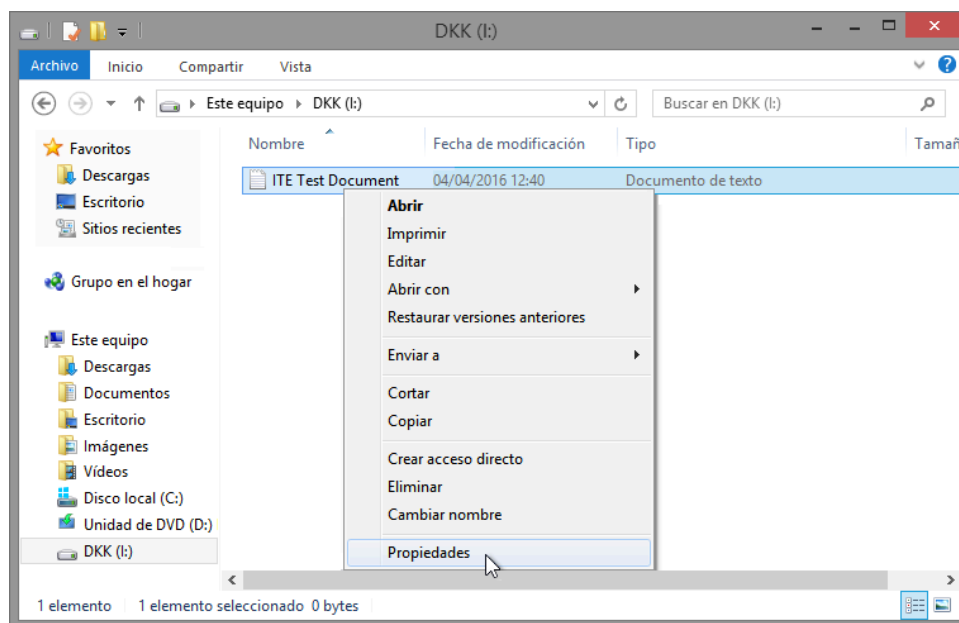 DKK (I:)
Archivo Inicio Compartir Vista
Este equipo DKK (I:) Buscar en DKK (I:)
Nombre Fecha de modificación Tipo Tamañ
ITE Test Document 04/04/2016 12:40 Documento de texto
Favoritos
Descargas
Escritorio
Sitios recientes
Grupo en el hogar
Este equipo
Descargas
Documentos
Escritorio
Imágenes
Vídeos
Disco local (C:)
Unidad de DVD (D:)
DKK (I:)
Abrir
Imprimir
Editar
Abrir con
Restaurar versiones anteriores
Enviar a
Cortar
Copiar
Crear acceso directo
Eliminar
Cambiar nombre
Propiedades
1 elemento 1 elemento seleccionado 0 bytes